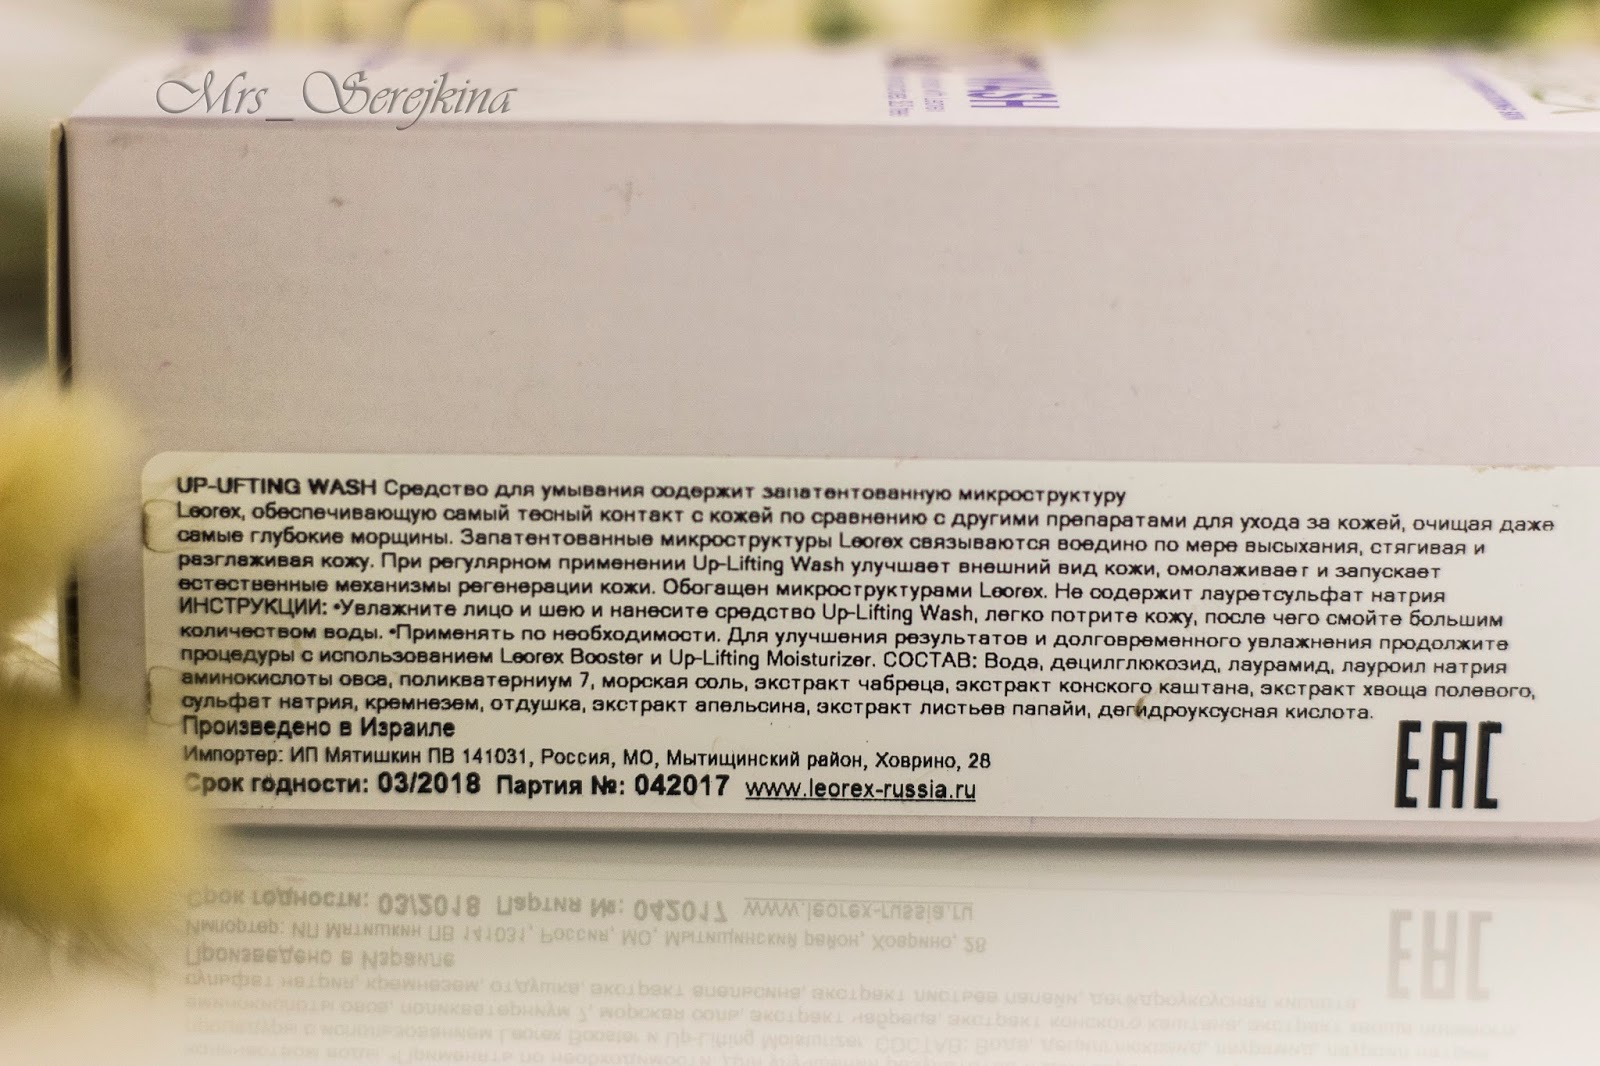 Mrs_Serejkina
WASH
UP-UFTING WASH Средство для умывания содержит запатентованную микроструктуру
Leorex, обеспечивающую самый тесный контакт с кожей по сравнению с другими препаратами для ухода за кожей, очищая даже
самые глубокие морщины. Запатентованные микроструктуры Leorex связываются воедино по мере высыхания, стягивая и
разглаживая кожу. При регулярном применении Up-Lifting Wash улучшает внешний вид кожи, омолаживает и запускает
естественные механизмы регенерации кожи. Обогащен микроструктурами Leorex. Не содержит лауретсульфат натрия
ИНСТРУКЦИИ: •Увлажните лицо и шею и нанесите средство Up-Lifting Wash, легко потрите кожу, после чего смойте большим
количеством воды. •Применять по необходимости. Для улучшения результатов и долговременного увлажнения продолжите
процедуры с использованием Leorex Booster и Up-Lifting Moisturizer. СОСТАВ: Вода, децилглюкозид, лаурамид, лауроил натрия
аминокислоты овса, поликватерниум 7, морская соль, экстракт чабреца, экстракт конского каштана, экстракт хвоща полевого,
сульфат натрия, кремнезем, отдушка, экстракт апельсина, экстракт листьев папайи, дегидроуксусная кислота.
Произведено в Израиле
Импортер: ИП Мятишкин ПВ 141031, Россия, МО, Мытищинский район, Ховрино, 28
Срок годности: 03/2018 Партия №: 042017 www.leorex-russia.ru
EAC